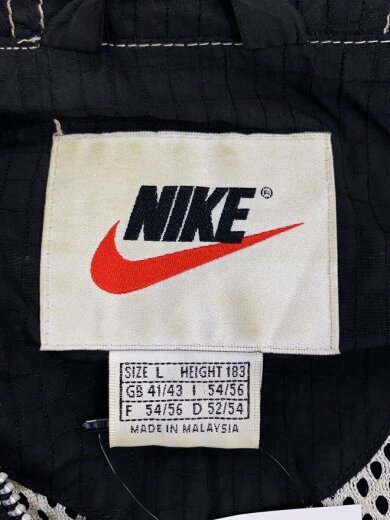 NIKE®
SIZE L HEIGHT 183
GB 41/43 I 54/56
F 54/56 D 52/54
MADE IN MALAYSIA